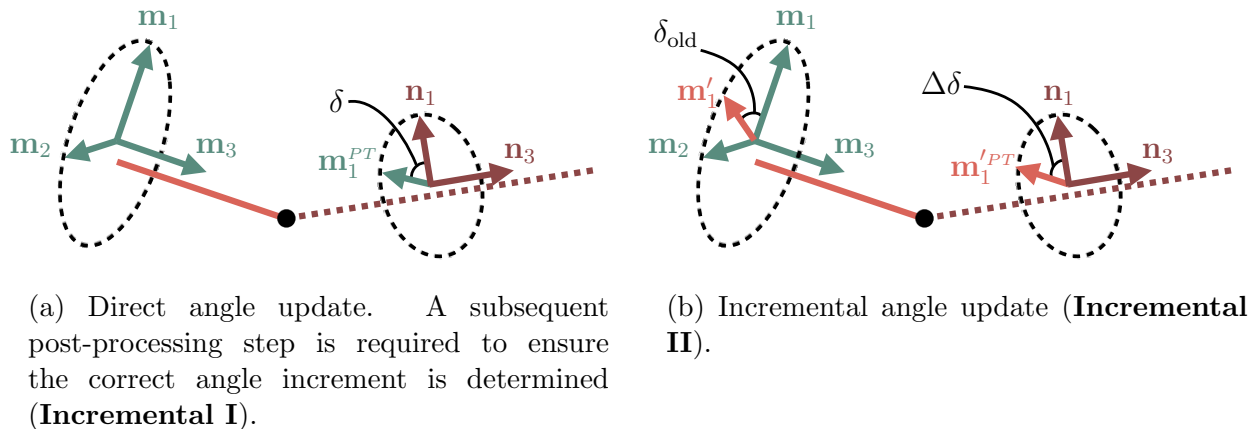 m₁
m₂
m₃
δ
n₁
m₁ᴾᵀ
n₃
(a) Direct angle update. A subsequent
post-processing step is required to ensure
the correct angle increment is determined
(Incremental I).
m₁
δold
m′₁
m₂
m₃
Δδ
n₁
m′₁ᴾᵀ
n₃
(b) Incremental angle update (Incremental
II).